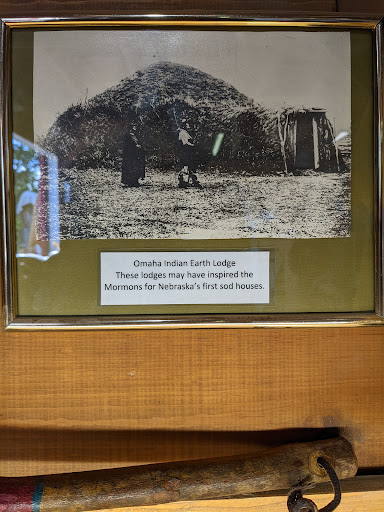 Omaha Indian Earth Lodge
These lodges may have inspired the
Mormons for Nebraska's first sod houses.